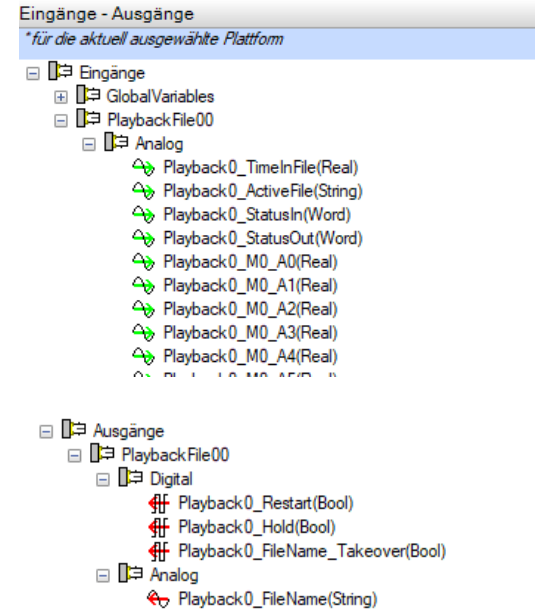 Eingänge - Ausgänge
*für die aktuell ausgewählte Plattform
Eingänge
GlobalVariables
PlaybackFile00
Analog
Playback0_TimeInFile(Real)
Playback0_ActiveFile(String)
Playback0_StatusIn(Word)
Playback0_StatusOut(Word)
Playback0_M0_A0(Real)
Playback0_M0_A1(Real)
Playback0_M0_A2(Real)
Playback0_M0_A3(Real)
Playback0_M0_A4(Real)
Ausgänge
PlaybackFile00
Digital
Playback0_Restart(Bool)
Playback0_Hold(Bool)
Playback0_FileName_Takeover(Bool)
Analog
Playback0_FileName(String)